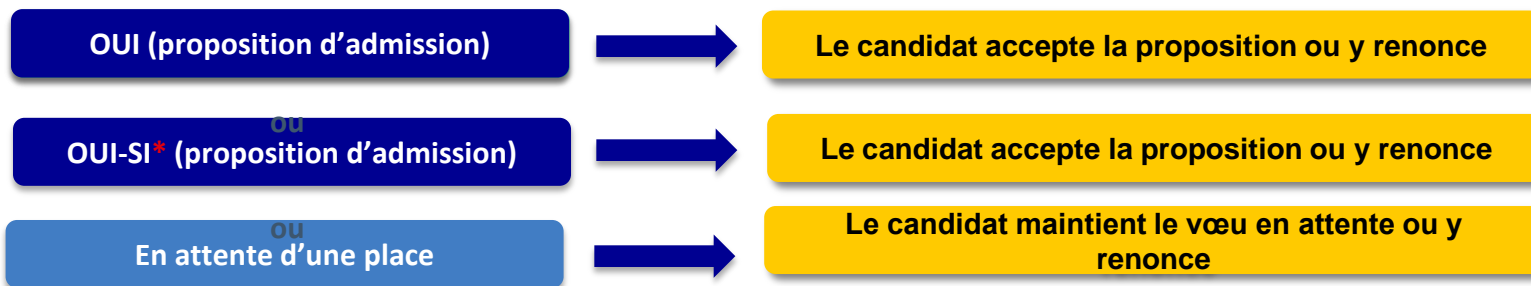 OUI (proposition d’admission)
Le candidat accepte la proposition ou y renonce
ou
OUI-SI* (proposition d’admission)
Le candidat accepte la proposition ou y renonce
ou
En attente d’une place
Le candidat maintient le vœu en attente ou y
renonce